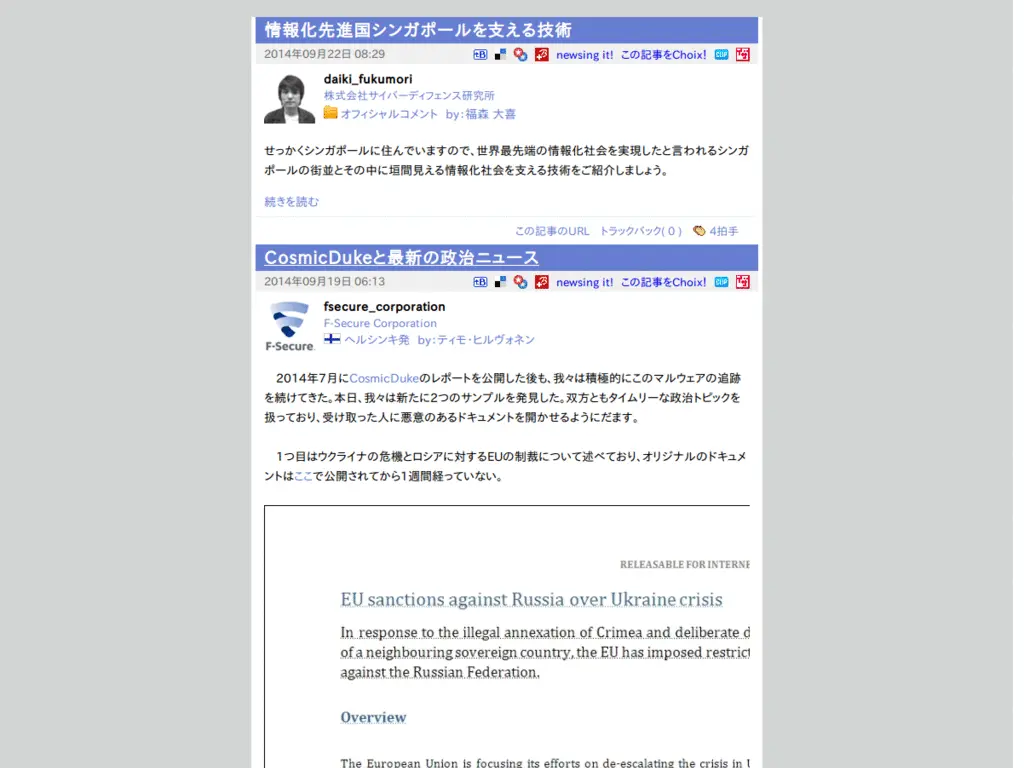 情報化先進国シンガポールを支える技術
2014年09月22日 08:29
newsing it! この記事をChoix!
daiki_fukumori
株式会社サイバーディフェンス研究所
オフィシャルコメント by:福森 大喜
せっかくシンガポールに住んでいますので、世界最先端の情報化社会を実現したと言われるシンガ
ポールの街並とその中に垣間見える情報化社会を支える技術をご紹介しましょう。
続きを読む
この記事のURL トラックバック( 0 ) 4拍手
CosmicDukeと最新の政治ニュース
2014年09月19日 06:13
newsing it! この記事をChoix!
fsecure_corporation
F-Secure Corporation
F-Secure.
ヘルシンキ発 by:ティモ・ヒルヴォネン
2014年7月にCosmicDukeのレポートを公開した後も、我々は積極的にこのマルウェアの追跡
を続けてきた。本日、我々は新たに2つのサンプルを発見した。双方ともタイムリーな政治トピックを
扱っており、受け取った人に悪意のあるドキュメントを開かせるようにだます。
1つ目はウクライナの危機とロシアに対するEUの制裁について述べており、オリジナルのドキュメ
ントはここで公開されてから1週間経っていない。
RELEASABLE FOR INTERNE
EU sanctions against Russia over Ukraine crisis
In response to the illegal annexation of Crimea and deliberate d
of a neighbouring sovereign country, the EU has imposed restrict
against the Russian Federation.
Overview
The European Union is focusing its efforts on de-escalating the crisis in U